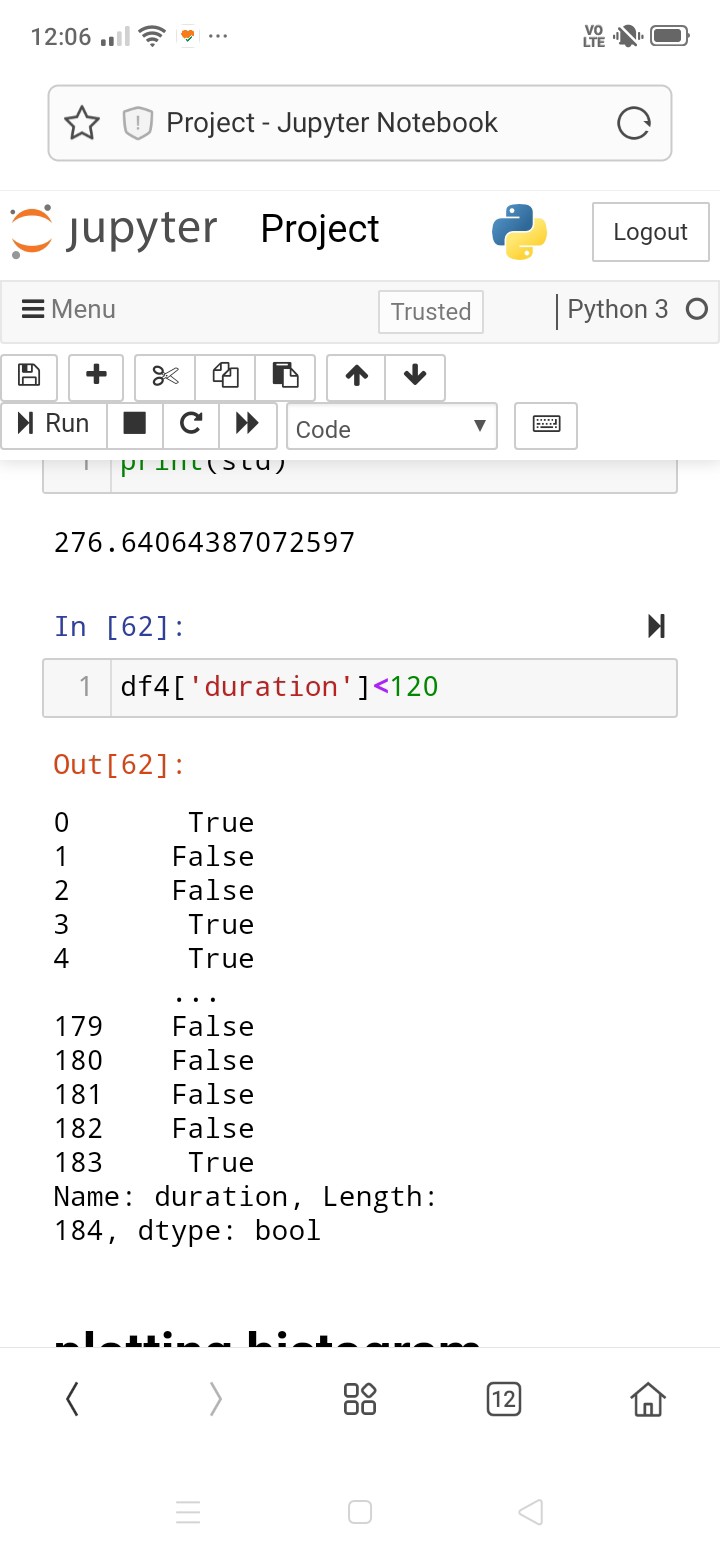 12:06 ... VO LTE
Project - Jupyter Notebook
jupyter Project Logout
Menu Trusted Python 3
Run Code
1 print(std)
276.64064387072597
In [62]:
1 df4['duration']<120
Out[62]:
0 True
1 False
2 False
3 True
4 True
...
179 False
180 False
181 False
182 False
183 True
Name: duration, Length:
184, dtype: bool
plotting histogram
12